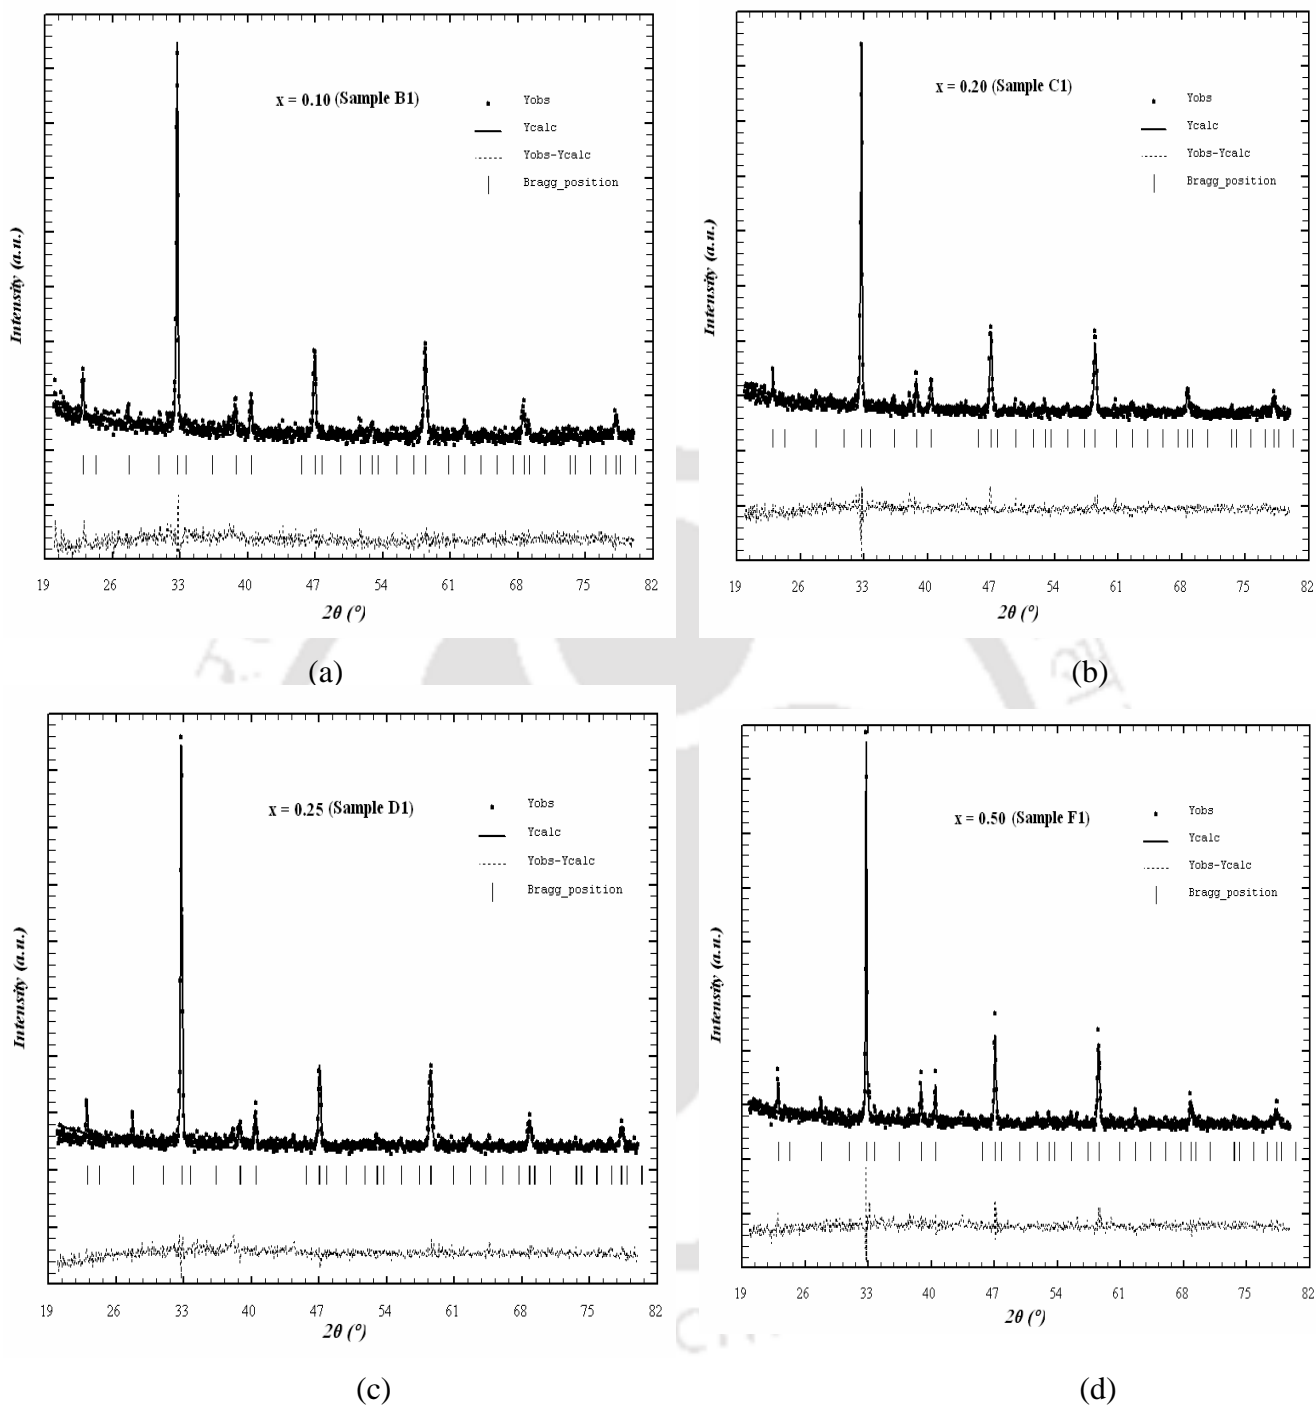 x = 0.10 (Sample B1)
Yobs
Ycalc
Yobs-Ycalc
Bragg_position
Intensity (a.u.)
19 26 33 40 47 54 61 68 75 82
2θ (°)
(a)
x = 0.20 (Sample C1)
Yobs
Ycalc
Yobs-Ycalc
Bragg_position
Intensity (a.u.)
19 26 33 40 47 54 61 68 75 82
2θ (°)
(b)
x = 0.25 (Sample D1)
Yobs
Ycalc
Yobs-Ycalc
Bragg_position
Intensity (a.u.)
19 26 33 40 47 54 61 68 75 82
2θ (°)
(c)
x = 0.50 (Sample F1)
Yobs
Ycalc
Yobs-Ycalc
Bragg_position
Intensity (a.u.)
19 26 33 40 47 54 61 68 75 82
2θ (°)
(d)